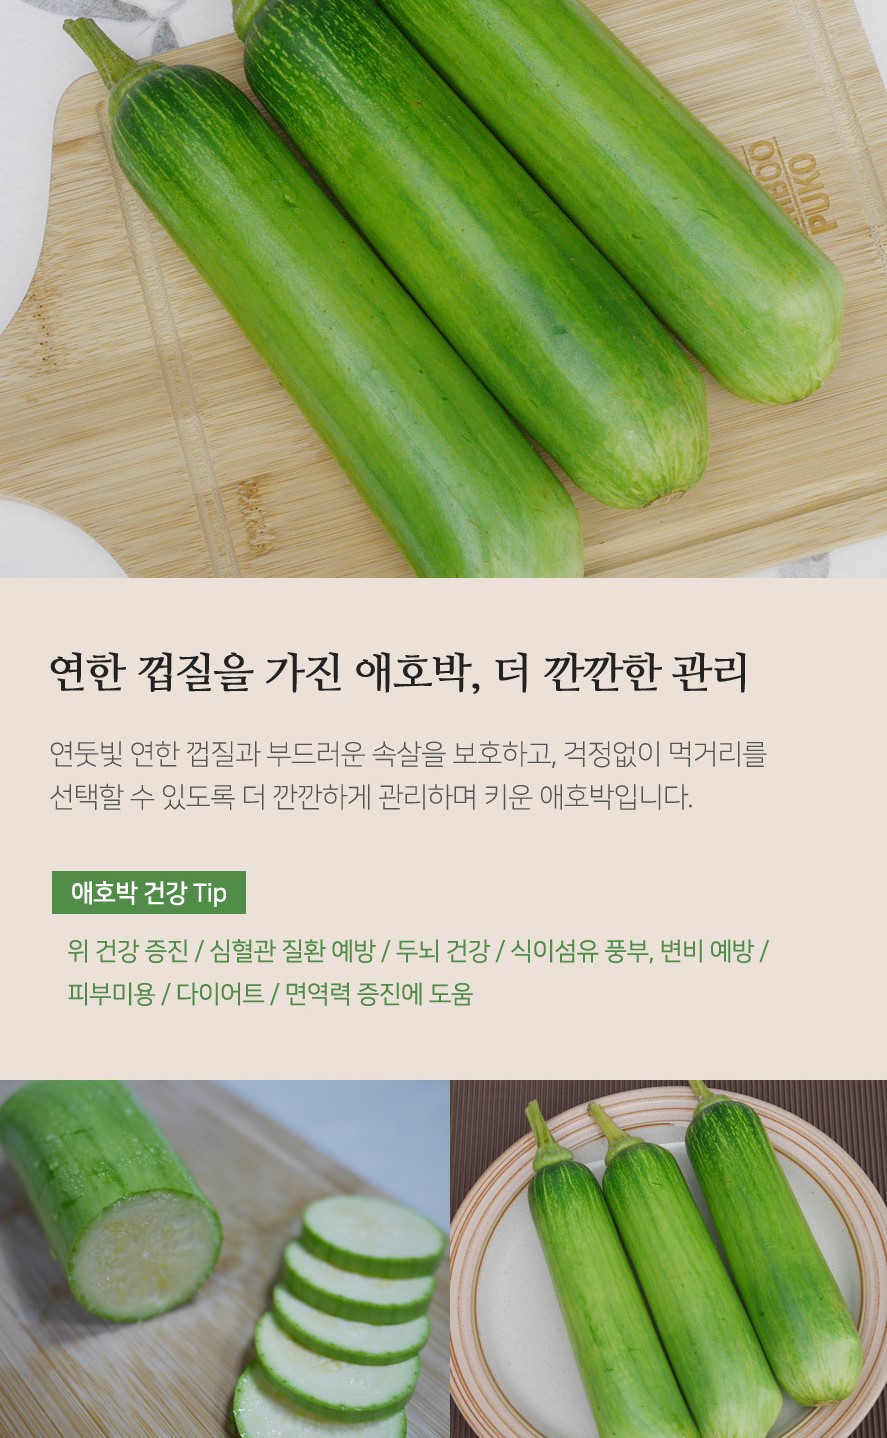 PUKO
연한 껍질을 가진 애호박, 더 깐깐한 관리
연둣빛 연한 껍질과 부드러운 속살을 보호하고, 걱정없이 먹거리를
선택할 수 있도록 더 깐깐하게 관리하며 키운 애호박입니다.
애호박 건강 Tip
위 건강 증진 / 심혈관 질환 예방 / 두뇌 건강 / 식이섬유 풍부, 변비 예방 /
피부미용 / 다이어트 / 면역력 증진에 도움